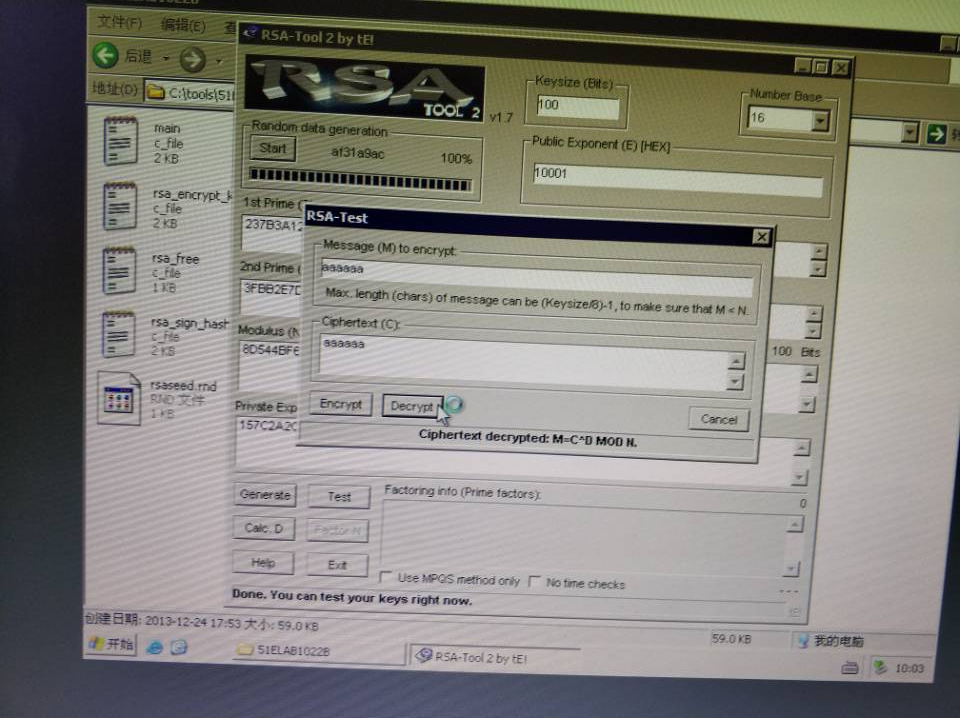 文件(F) 编辑(E) 查
后退
地址(D) C:\tools\51
main
c_file
2 KB
c_file
2 KB
rsa_free
c_file
1 KB
rsa_sign_hash
c_file
2 KB
rsaseed.rnd
RND 文件
1 KB
RSA-Tool 2 by tE!
RSA
TOOL 2
v1.7
Keysize (Bits)
100
Number Base
16
Random data generation
Start af31a9ac 100%
Public Exponent (E) [HEX]
10001
1st Prime (
237B3A12
2nd Prime (
3FBB2E7D
Modulus (N
8D544BF6
100 Bits
Private Exp
157C2A2C
RSA-Test
Message (M) to encrypt:
aaaaaa
Max. length (chars) of message can be (Keysize/8)-1, to make sure that M < N.
Ciphertext (C):
aaaaaa
Encrypt Decrypt Cancel
Ciphertext decrypted: M=C^D MOD N.
Generate Test
Calc. D Factor N
Help Exit
Factoring info (Prime factors):
0
Use MPQS method only No time checks
Done. You can test your keys right now.
创建日期: 2013-12-24 17:53 大小: 59.0 KB
59.0 KB 我的电脑
开始 51ELAB1022B RSA-Tool 2 by tE! 10:03